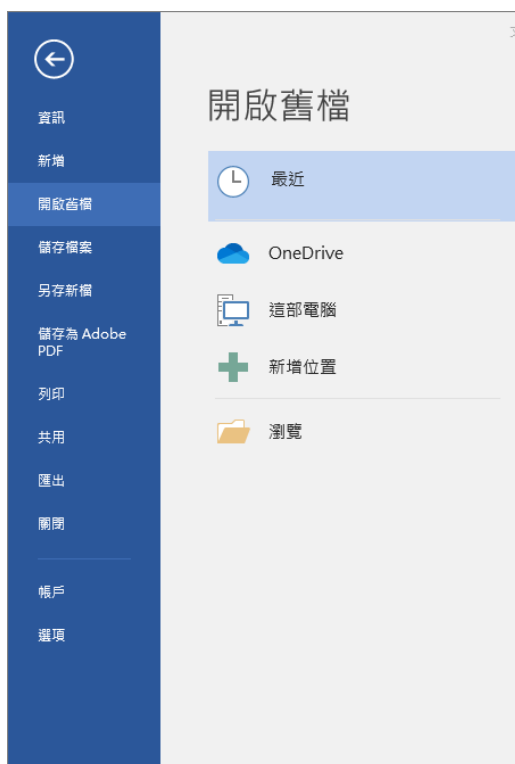 資訊
新增
開啟舊檔
儲存檔案
另存新檔
儲存為 Adobe
PDF
列印
共用
匯出
關閉
帳戶
選項
開啟舊檔
最近
OneDrive
這部電腦
新增位置
瀏覽